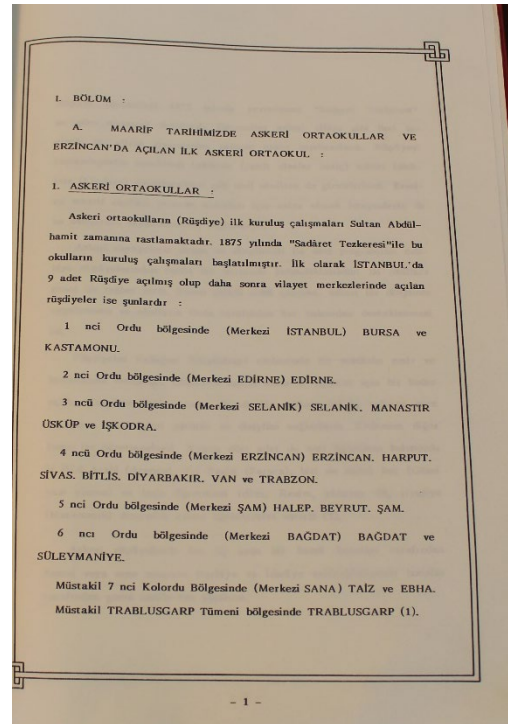 I. BÖLÜM :
A. MAARİF TARİHİMİZDE ASKERİ ORTAOKULLAR VE
ERZİNCAN'DA AÇILAN İLK ASKERİ ORTAOKUL :
1. ASKERİ ORTAOKULLAR :
Askeri ortaokulların (Rüşdiye) ilk kuruluş çalışmaları Sultan Abdül-
hamit zamanına rastlamaktadır. 1875 yılında "Sadâret Tezkeresi"ile bu
okulların kuruluş çalışmaları başlatılmıştır. İlk olarak İSTANBUL'da
9 adet Rüşdiye açılmış olup daha sonra vilayet merkezlerinde açılan
rüşdiyeler ise şunlardır :
1 nci Ordu bölgesinde (Merkezi İSTANBUL) BURSA ve
KASTAMONU.
2 nci Ordu bölgesinde (Merkezi EDİRNE) EDİRNE.
3 ncü Ordu bölgesinde (Merkezi SELANİK) SELANİK. MANASTIR
ÜSKÜP ve İŞKODRA.
4 ncü Ordu bölgesinde (Merkezi ERZİNCAN) ERZİNCAN. HARPUT.
SİVAS. BİTLİS. DİYARBAKIR. VAN ve TRABZON.
5 nci Ordu bölgesinde (Merkezi ŞAM) HALEP. BEYRUT. ŞAM.
6 ncı Ordu bölgesinde (Merkezi BAĞDAT) BAĞDAT ve
SÜLEYMANİYE.
Müstakil 7 nci Kolordu Bölgesinde (Merkezi SANA) TAİZ ve EBHA.
Müstakil TRABLUSGARP Tümeni bölgesinde TRABLUSGARP (1).
- 1 -